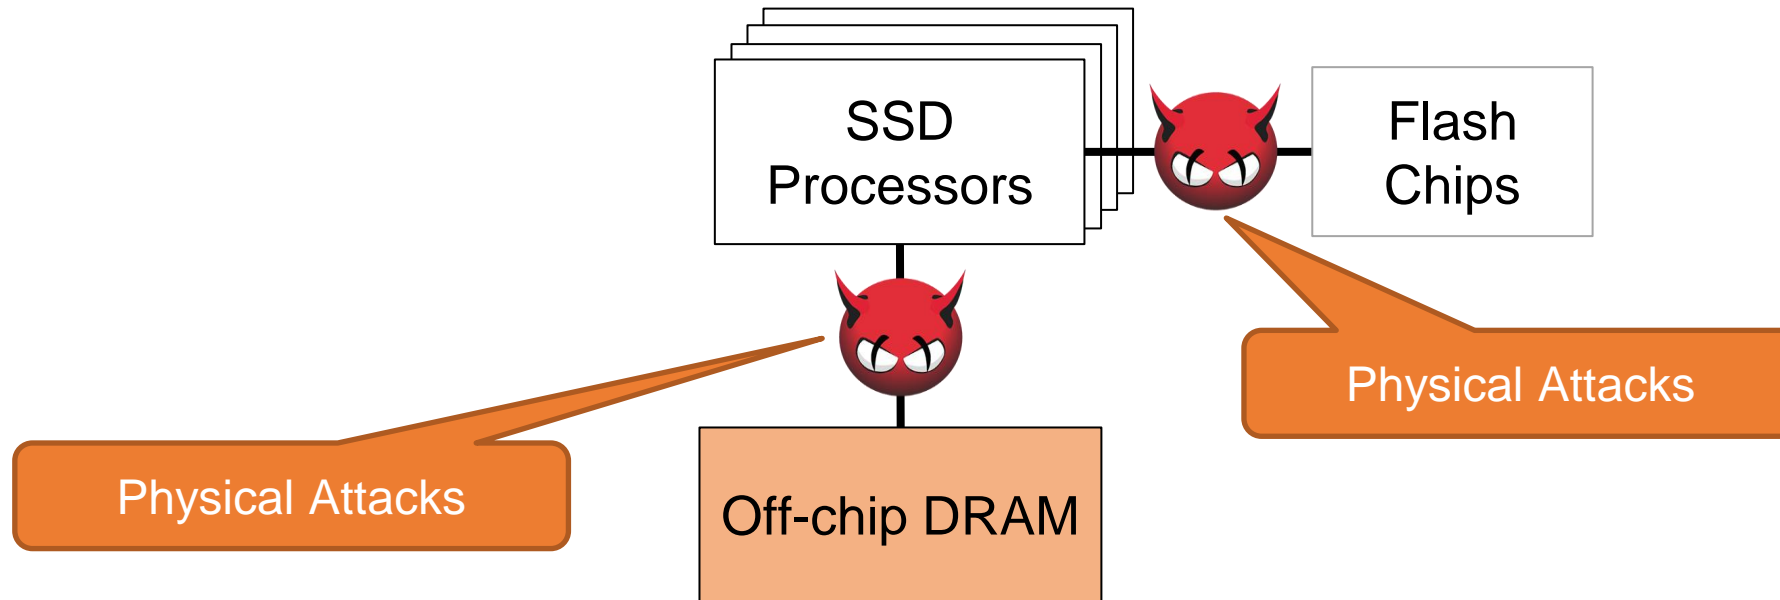 SSD
Processors
Flash
Chips
Physical Attacks
Physical Attacks
Off-chip DRAM